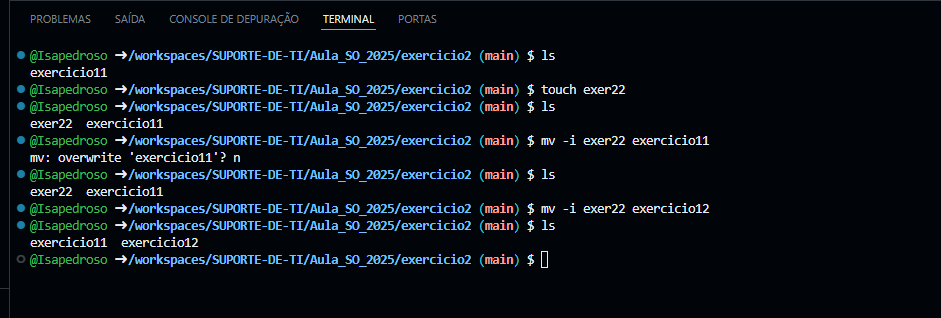 PROBLEMAS SAÍDA CONSOLE DE DEPURAÇÃO TERMINAL PORTAS
@Isapedroso ➜/workspaces/SUPORTE-DE-TI/Aula_SO_2025/exercicio2 (main) $ ls
exercicio11
@Isapedroso ➜/workspaces/SUPORTE-DE-TI/Aula_SO_2025/exercicio2 (main) $ touch exer22
@Isapedroso ➜/workspaces/SUPORTE-DE-TI/Aula_SO_2025/exercicio2 (main) $ ls
exer22  exercicio11
@Isapedroso ➜/workspaces/SUPORTE-DE-TI/Aula_SO_2025/exercicio2 (main) $ mv -i exer22 exercicio11
mv: overwrite 'exercicio11'? n
@Isapedroso ➜/workspaces/SUPORTE-DE-TI/Aula_SO_2025/exercicio2 (main) $ ls
exer22  exercicio11
@Isapedroso ➜/workspaces/SUPORTE-DE-TI/Aula_SO_2025/exercicio2 (main) $ mv -i exer22 exercicio12
@Isapedroso ➜/workspaces/SUPORTE-DE-TI/Aula_SO_2025/exercicio2 (main) $ ls
exercicio11  exercicio12
@Isapedroso ➜/workspaces/SUPORTE-DE-TI/Aula_SO_2025/exercicio2 (main) $